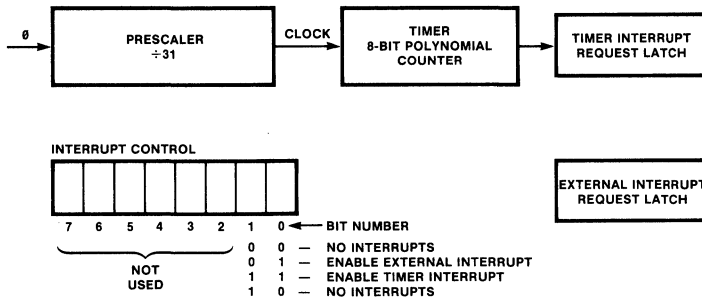 Ø
PRESCALER
÷31
CLOCK
TIMER
8-BIT POLYNOMIAL
COUNTER
TIMER INTERRUPT
REQUEST LATCH
INTERRUPT CONTROL
EXTERNAL INTERRUPT
REQUEST LATCH
7 6 5 4 3 2 1 0 BIT NUMBER
0 0 — NO INTERRUPTS
0 1 — ENABLE EXTERNAL INTERRUPT
1 1 — ENABLE TIMER INTERRUPT
1 0 — NO INTERRUPTS
NOT
USED